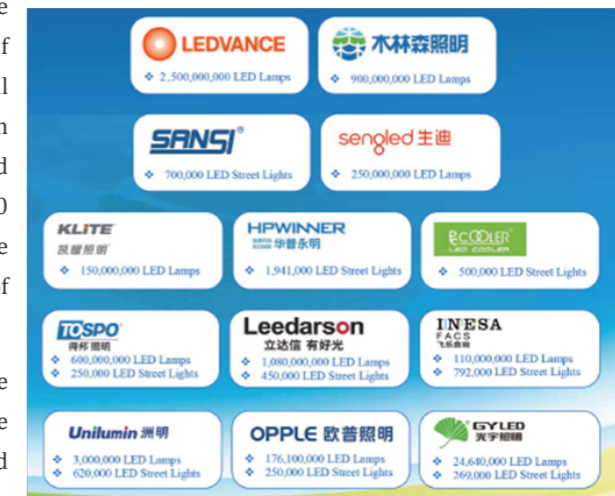 LEDVANCE
❖ 2,500,000,000 LED Lamps
木林森照明
❖ 900,000,000 LED Lamps
SANSI®
❖ 700,000 LED Street Lights
sengled 生迪
❖ 250,000,000 LED Lamps
KLITE
凯耀照明
❖ 150,000,000 LED Lamps
HPWINNER
华普永明
❖ 1,941,000 LED Street Lights
LED COOLER
❖ 500,000 LED Street Lights
TOSPO
得邦照明
❖ 600,000,000 LED Lamps
❖ 250,000 LED Street Lights
Leedarson
立达信 有好光
❖ 1,080,000,000 LED Lamps
❖ 450,000 LED Street Lights
INESA
FACS
飞乐音响
❖ 110,000,000 LED Lamps
❖ 792,000 LED Street Lights
Unilumin 洲明
❖ 3,000,000 LED Lamps
❖ 620,000 LED Street Lights
OPPLE 欧普照明
❖ 176,100,000 LED Lamps
❖ 250,000 LED Street Lights
GYLED
光宇照明
❖ 24,640,000 LED Lamps
❖ 269,000 LED Street Lights